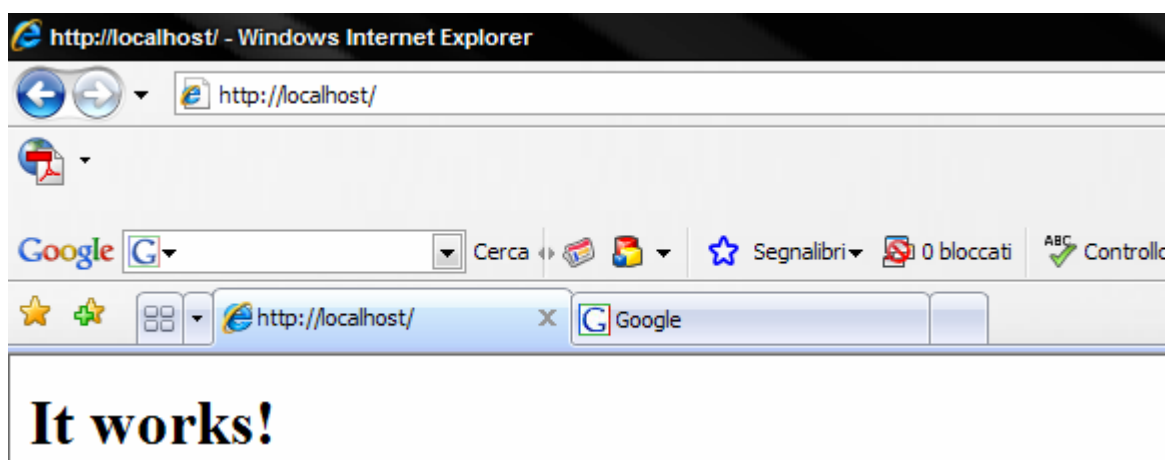 http://localhost/ - Windows Internet Explorer
http://localhost/
Google G Cerca Segnalibri 0 bloccati ABC Controllo
http://localhost/ G Google
It works!